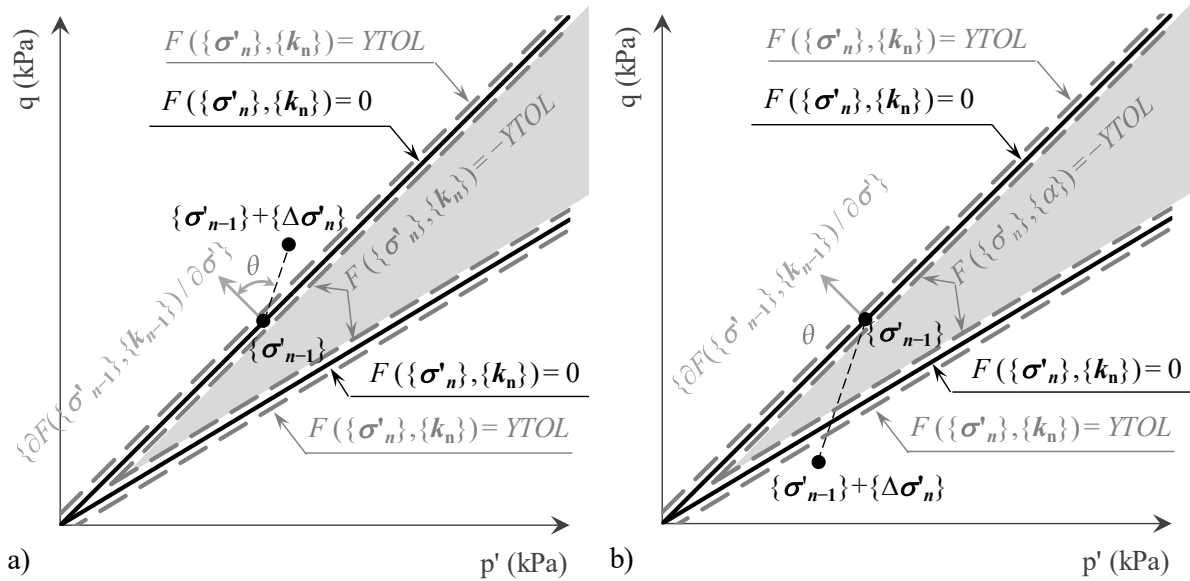 q (kPa)
F ({σ'n},{kn})= YTOL
F ({σ'n},{kn})= 0
F ({σ'n},{kn})= −YTOL
{σ'n-1}+{Δσ'n}
θ
{∂F({σ'n-1},{kn-1})/∂σ'}
{σ'n-1}
F ({σ'n},{kn})= 0
F ({σ'n},{kn})= YTOL
p' (kPa)
a)
q (kPa)
F ({σ'n},{kn})= YTOL
F ({σ'n},{kn})= 0
F ({σ'n},{α})= −YTOL
{∂F({σ'n-1},{kn-1})/∂σ'}
θ
{σ'n-1}
F ({σ'n},{kn})= 0
F ({σ'n},{kn})= YTOL
{σ'n-1}+{Δσ'n}
p' (kPa)
b)